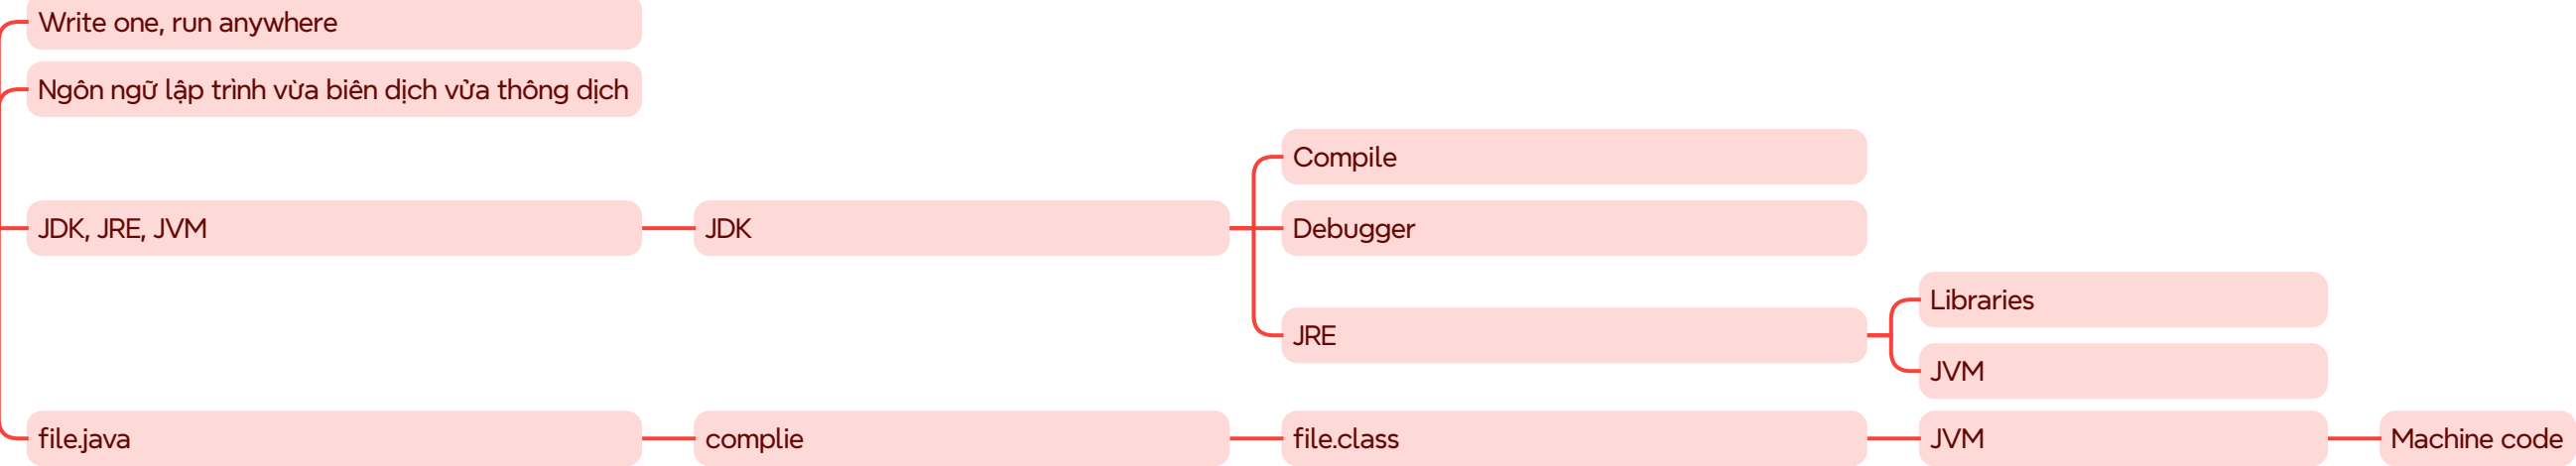 Write one, run anywhere
Ngôn ngữ lập trình vừa biên dịch vửa thông dịch
Compile
JDK, JRE, JVM
JDK
Debugger
Libraries
JRE
JVM
file.java
complie
file.class
JVM
Machine code